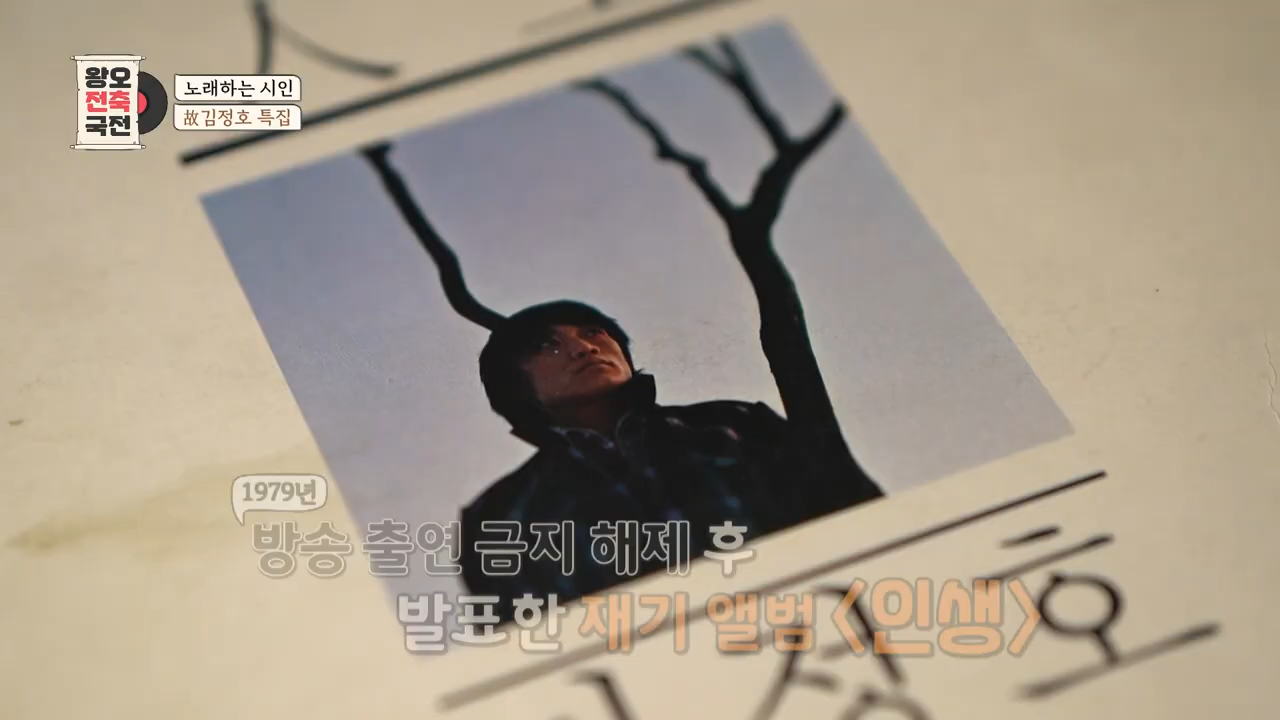 왕오
전축
국전
노래하는 시인
故김정호 특집
1979년
방송 출연 금지 해제 후
발표한 재기 앨범 <인생>
정호